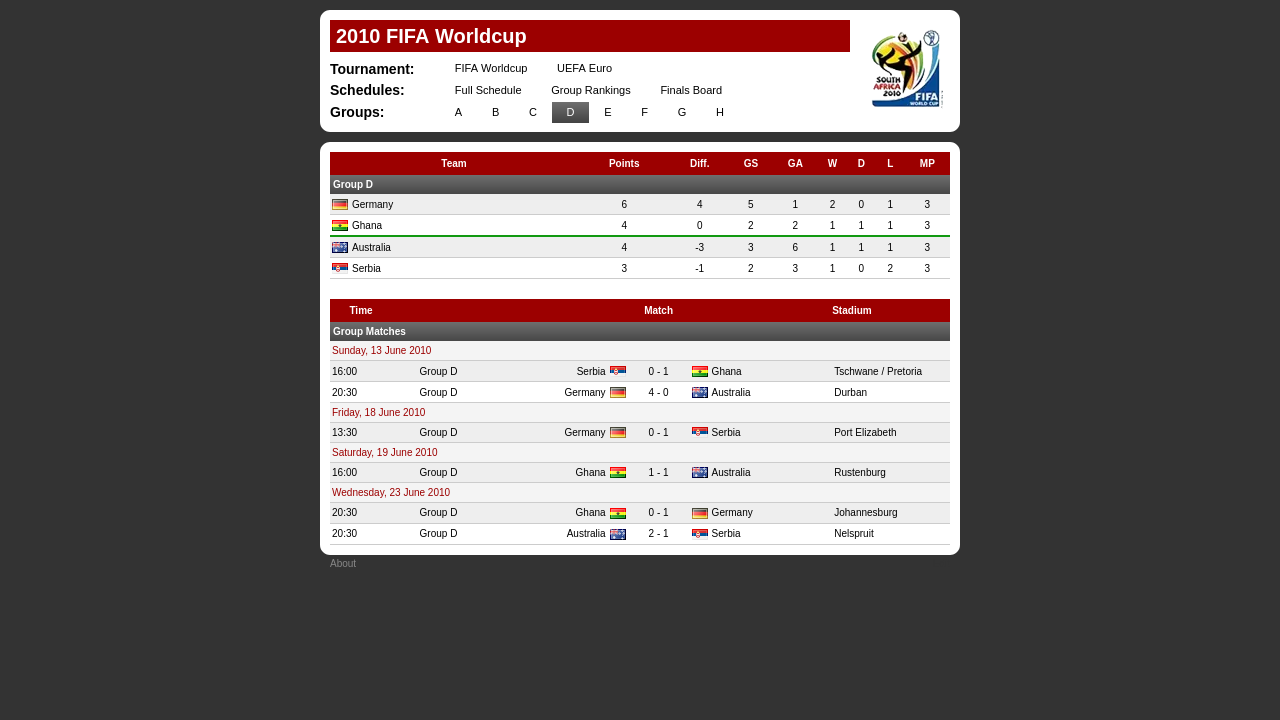 2010 FIFA Worldcup
Tournament: FIFA Worldcup UEFA Euro
Schedules: Full Schedule Group Rankings Finals Board
Groups: A B C D E F G H
SOUTH
AFRICA
2010
FIFA
WORLD CUP
Team Points Diff. GS GA W D L MP
Group D
Germany 6 4 5 1 2 0 1 3
Ghana 4 0 2 2 1 1 1 3
Australia 4 -3 3 6 1 1 1 3
Serbia 3 -1 2 3 1 0 2 3
Time Match Stadium
Group Matches
Sunday, 13 June 2010
16:00 Group D Serbia 0 - 1 Ghana Tschwane / Pretoria
20:30 Group D Germany 4 - 0 Australia Durban
Friday, 18 June 2010
13:30 Group D Germany 0 - 1 Serbia Port Elizabeth
Saturday, 19 June 2010
16:00 Group D Ghana 1 - 1 Australia Rustenburg
Wednesday, 23 June 2010
20:30 Group D Ghana 0 - 1 Germany Johannesburg
20:30 Group D Australia 2 - 1 Serbia Nelspruit
About